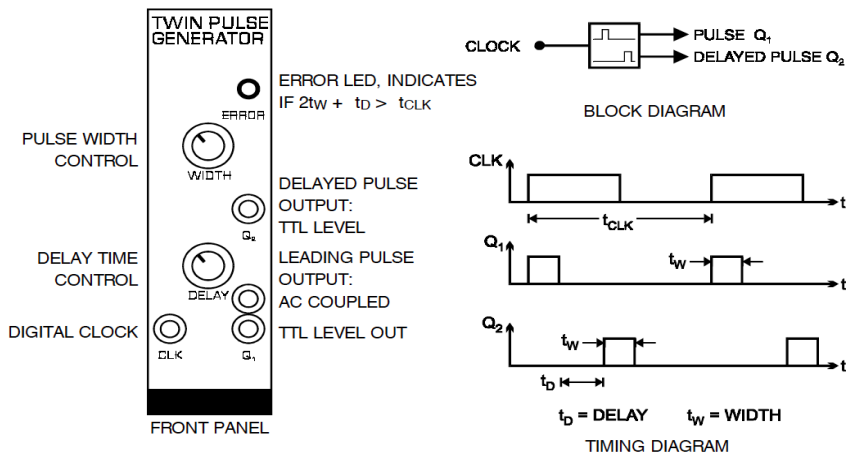 TWIN PULSE
GENERATOR
ERROR LED, INDICATES
IF 2tW + tD > tCLK
ERROR
PULSE WIDTH
CONTROL
WIDTH
DELAYED PULSE
OUTPUT:
TTL LEVEL
Q2
DELAY TIME
CONTROL
DELAY
LEADING PULSE
OUTPUT:
AC COUPLED
DIGITAL CLOCK
CLK
Q1
TTL LEVEL OUT
FRONT PANEL
CLOCK
PULSE Q1
DELAYED PULSE Q2
BLOCK DIAGRAM
CLK
t
tCLK
Q1
tW
t
Q2
tW
tD
t
tD = DELAY tW = WIDTH
TIMING DIAGRAM